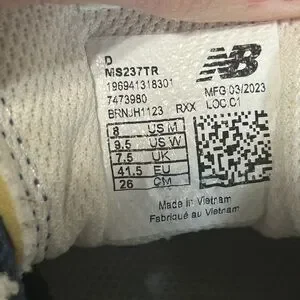 D
MS237TR
196941318301
7473980
BRNJH1123 RXX
NB
MFG 03/2023
LOC.C1
8 US M
9.5 US W
7.5 UK
41.5 EU
26 CM
Made in Vietnam
Fabriqué au Vietnam